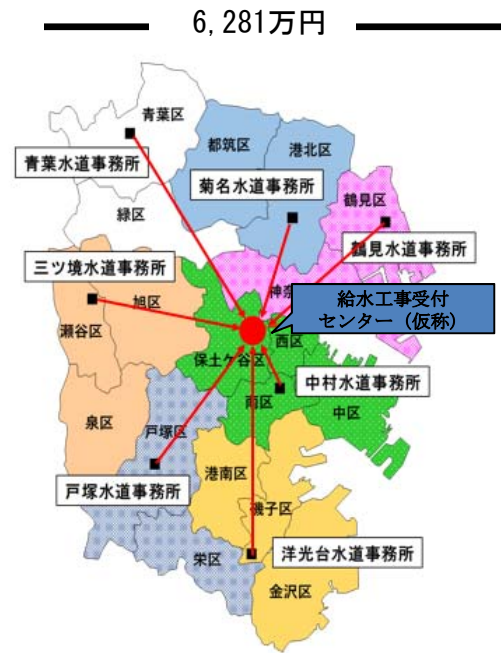 6,281万円
青葉区
都筑区
港北区
青葉水道事務所
菊名水道事務所
鶴見区
緑区
鶴見水道事務所
三ツ境水道事務所
旭区
神奈
給水工事受付
センター（仮称）
瀬谷区
西区
保土ケ谷区
中村水道事務所
南区
中区
泉区
戸塚区
港南区
戸塚水道事務所
磯子区
洋光台水道事務所
栄区
金沢区